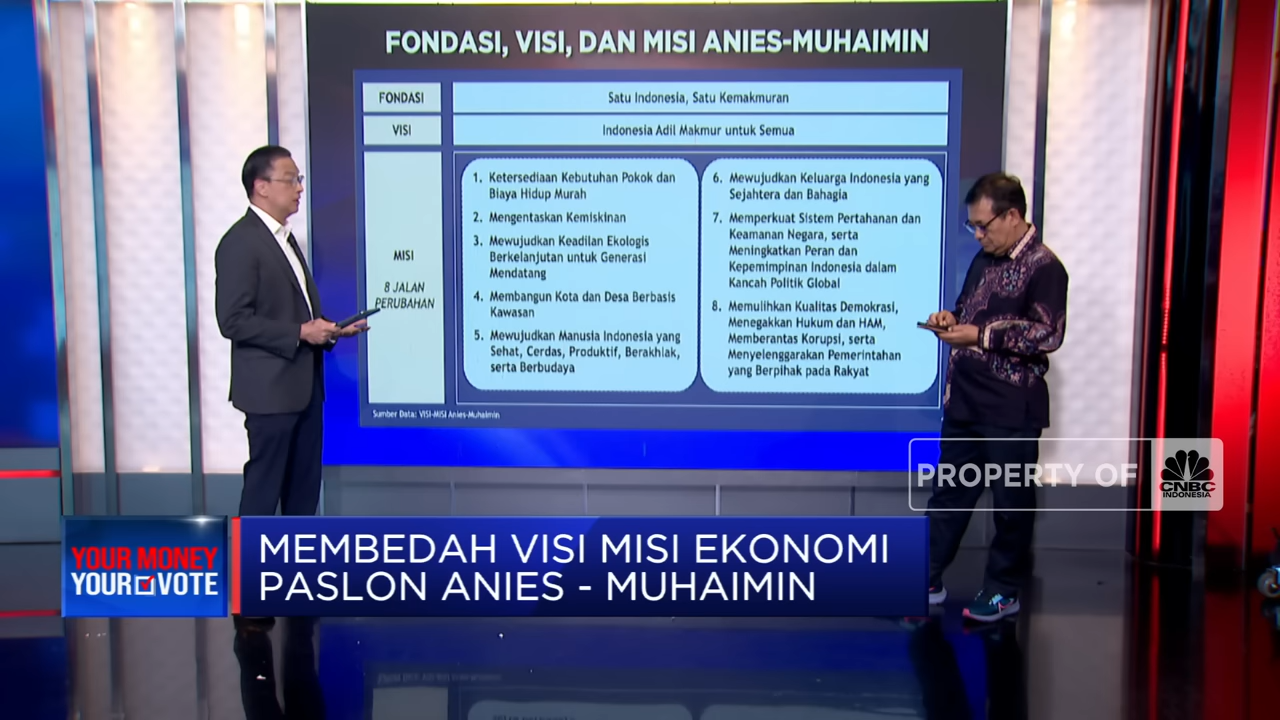 FONDASI, VISI, DAN MISI ANIES-MUHAIMIN
FONDASI
Satu Indonesia, Satu Kemakmuran
VISI
Indonesia Adil Makmur untuk Semua
MISI
8 JALAN
PERUBAHAN
1. Ketersediaan Kebutuhan Pokok dan
Biaya Hidup Murah
2. Mengentaskan Kemiskinan
3. Mewujudkan Keadilan Ekologis
Berkelanjutan untuk Generasi
Mendatang
4. Membangun Kota dan Desa Berbasis
Kawasan
5. Mewujudkan Manusia Indonesia yang
Sehat, Cerdas, Produktif, Berakhlak,
serta Berbudaya
6. Mewujudkan Keluarga Indonesia yang
Sejahtera dan Bahagia
7. Memperkuat Sistem Pertahanan dan
Keamanan Negara, serta
Meningkatkan Peran dan
Kepemimpinan Indonesia dalam
Kancah Politik Global
8. Memulihkan Kualitas Demokrasi,
Menegakkan Hukum dan HAM,
Memberantas Korupsi, serta
Menyelenggarakan Pemerintahan
yang Berpihak pada Rakyat
Sumber Data: VISI-MISI Anies-Muhaimin
PROPERTY OF
CNBC
INDONESIA
YOUR MONEY
YOUR VOTE
MEMBEDAH VISI MISI EKONOMI
PASLON ANIES - MUHAIMIN